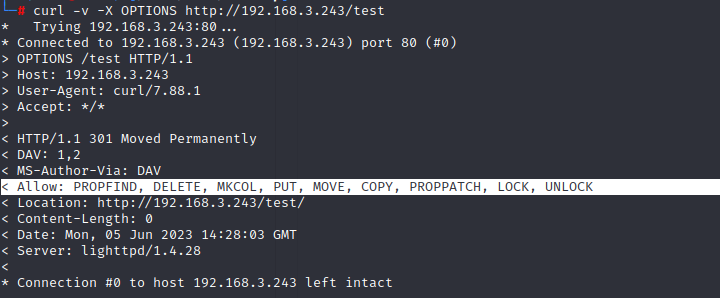 # curl -v -X OPTIONS http://192.168.3.243/test
* Trying 192.168.3.243:80...
* Connected to 192.168.3.243 (192.168.3.243) port 80 (#0)
> OPTIONS /test HTTP/1.1
> Host: 192.168.3.243
> User-Agent: curl/7.88.1
> Accept: */*
>
< HTTP/1.1 301 Moved Permanently
< DAV: 1,2
< MS-Author-Via: DAV
< Allow: PROPFIND, DELETE, MKCOL, PUT, MOVE, COPY, PROPPATCH, LOCK, UNLOCK
< Location: http://192.168.3.243/test/
< Content-Length: 0
< Date: Mon, 05 Jun 2023 14:28:03 GMT
< Server: lighttpd/1.4.28
<
* Connection #0 to host 192.168.3.243 left intact